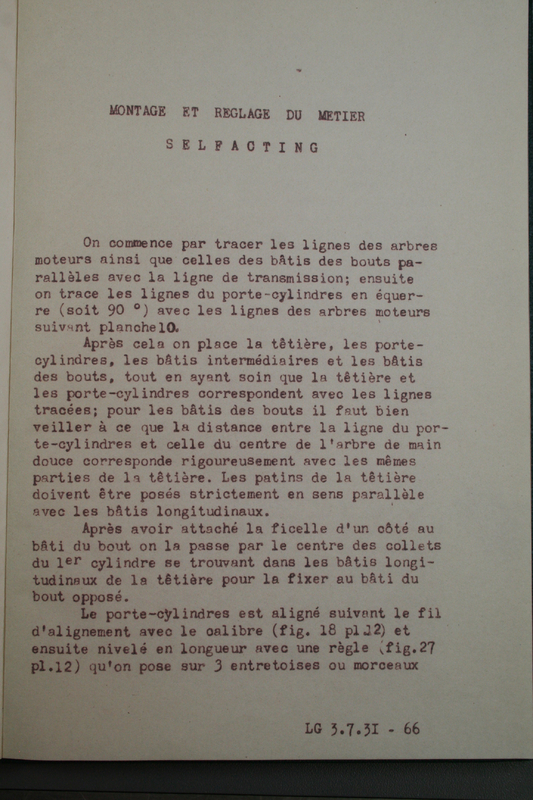 MONTAGE ET REGLAGE DU METIER
SELFACTING
On commence par tracer les lignes des arbres
moteurs ainsi que celles des bâtis des bouts pa-
rallèles avec la ligne de transmission; ensuite
on trace les lignes du porte-cylindres en équer-
re (soit 90 °) avec les lignes des arbres moteurs
suivant planche10.
Après cela on place la têtière, les porte-
cylindres, les bâtis intermédiaires et les bâtis
des bouts, tout en ayant soin que la têtière et
les porte-cylindres correspondent avec les lignes
tracées; pour les bâtis des bouts il faut bien
veiller à ce que la distance entre la ligne du por-
te-cylindres et celle du centre de l'arbre de main
douce corresponde rigoureusement avec les mêmes
parties de la têtière. Les patins de la têtière
doivent être posés strictement en sens parallèle
avec les bâtis longitudinaux.
Après avoir attaché la ficelle d'un côté au
bâti du bout on la passe par le centre des collets
du 1er cylindre se trouvant dans les bâtis longi-
tudinaux de la têtière pour la fixer au bâti du
bout opposé.
Le porte-cylindres est aligné suivant le fil
d'alignement avec le calibre (fig. 18 pl.12) et
ensuite nivelé en longueur avec une règle (fig.27
pl.12) qu'on pose sur 3 entretoises ou morceaux
LG 3.7.31 - 66